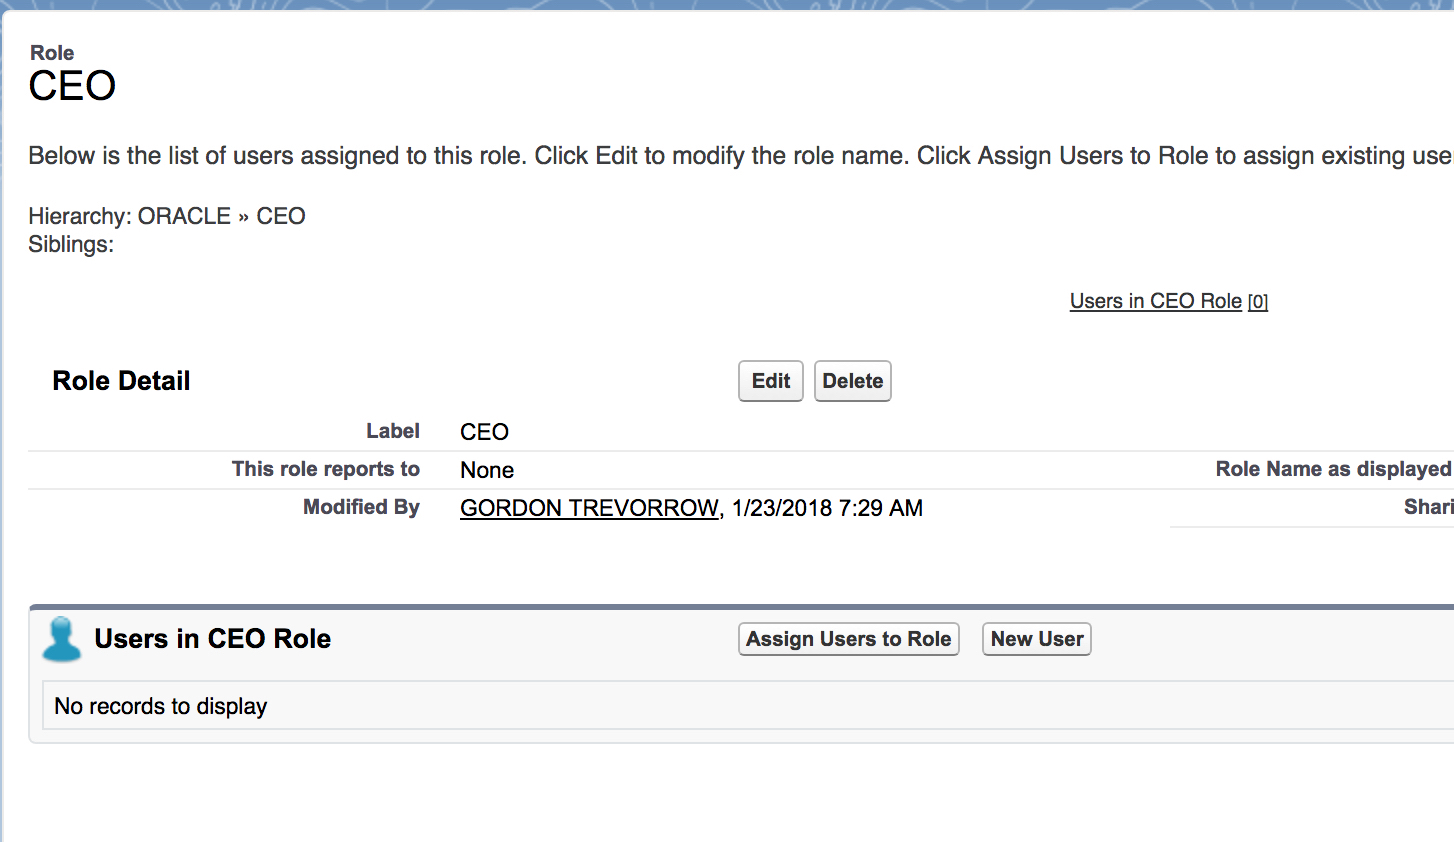 Role
CEO
Below is the list of users assigned to this role. Click Edit to modify the role name. Click Assign Users to Role to assign existing
Hierarchy: ORACLE » CEO
Siblings:
Users in CEO Role [0]
Role Detail
Edit
Delete
Label CEO
This role reports to None
Role Name as displayed
Modified By GORDON TREVORROW, 1/23/2018 7:29 AM
Users in CEO Role
Assign Users to Role
New User
No records to display